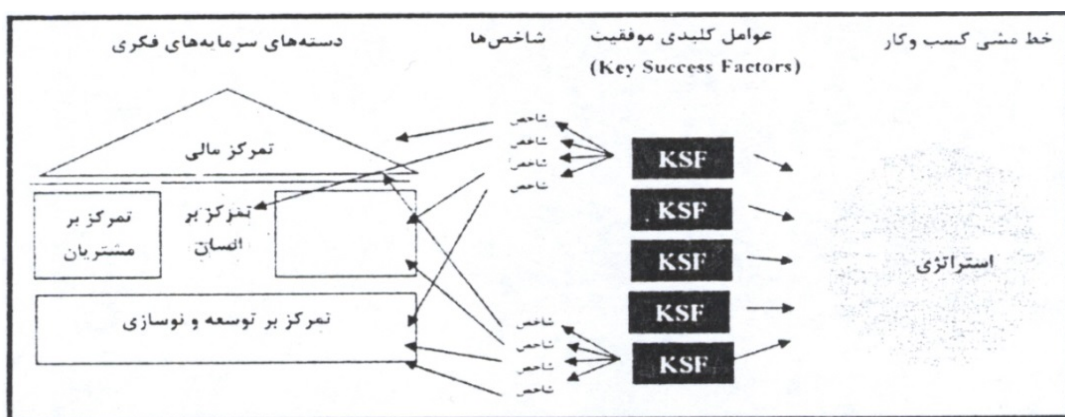 خط مشی کسب وکار
عوامل کلیدی موفقیت
(Key Success Factors)
شاخص‌ها
دسته‌های سرمایه‌های فکری
شاخص
شاخص
شاخص
شاخص
KSF
KSF
KSF
KSF
KSF
استراتژی
تمرکز مالی
تمرکز بر
انسان
تمرکز بر
مشتریان
تمرکز بر توسعه و نوسازی
شاخص
شاخص
شاخص
شاخص